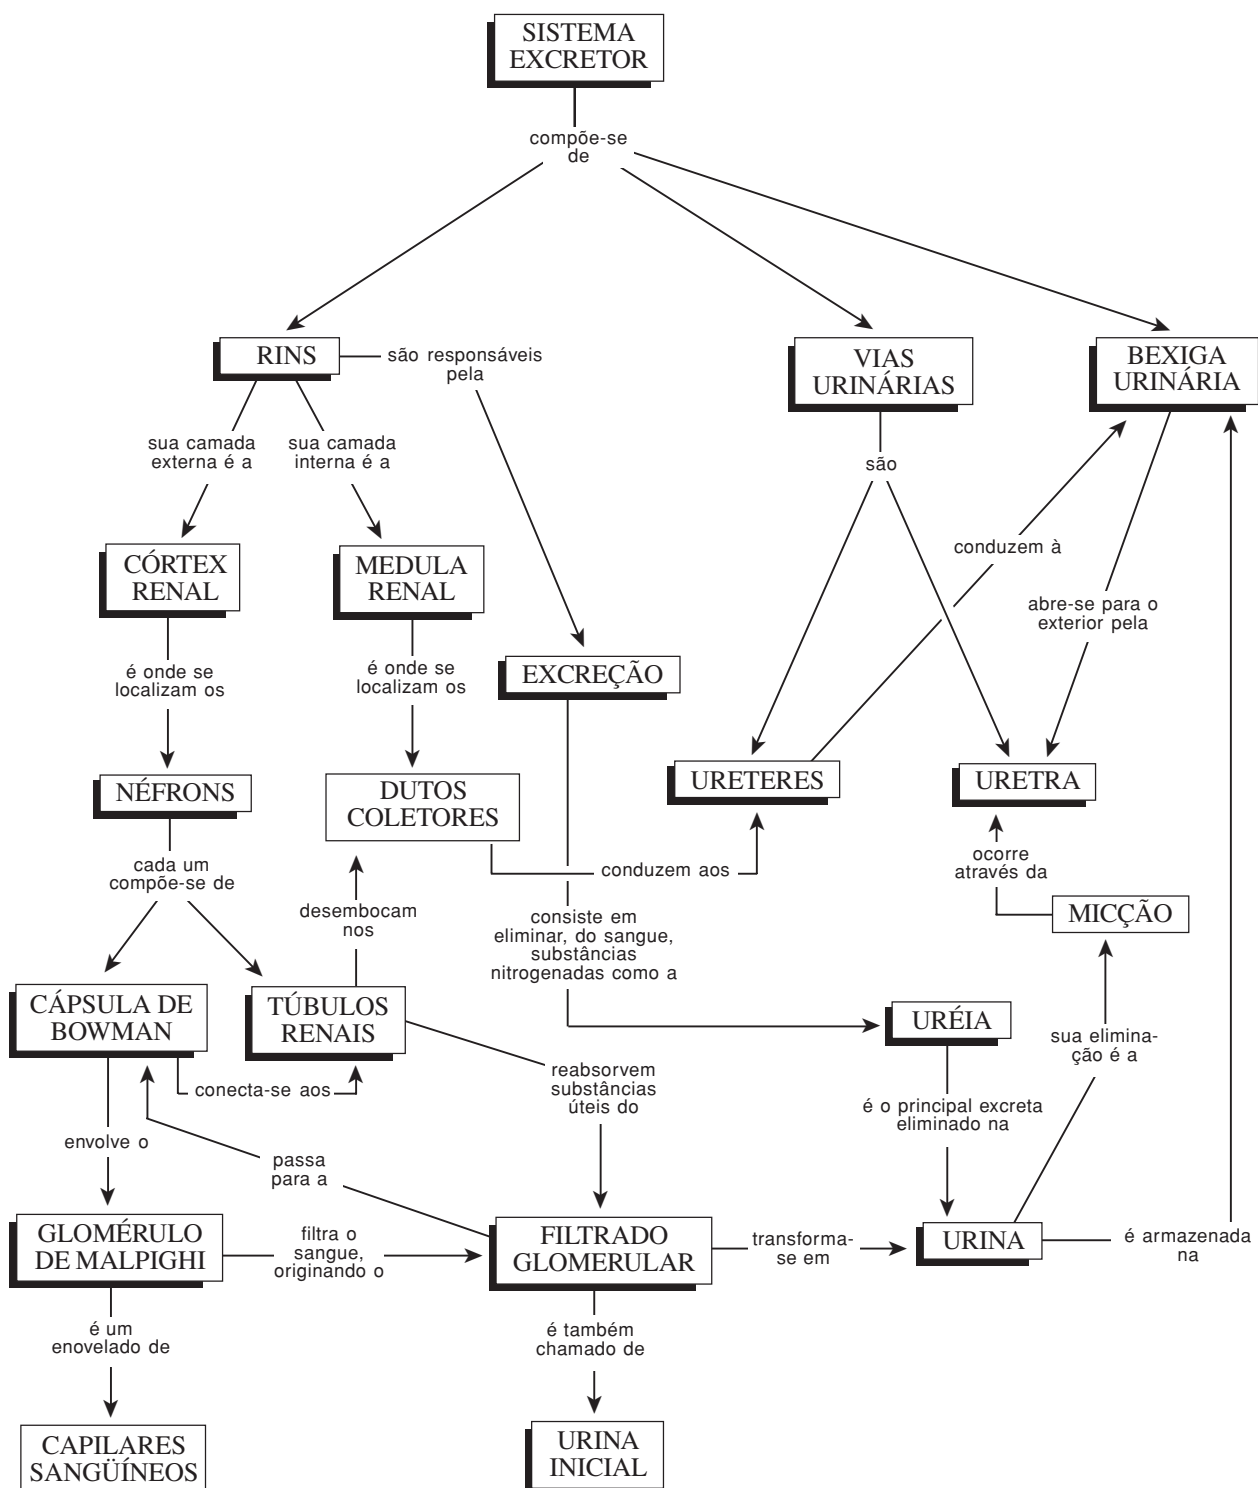 SISTEMA
EXCRETOR
compõe-se
de
RINS
são responsáveis
pela
VIAS
URINÁRIAS
BEXIGA
URINÁRIA
sua camada
externa é a
sua camada
interna é a
são
CÓRTEX
RENAL
MEDULA
RENAL
conduzem à
abre-se para o
exterior pela
é onde se
localizam os
é onde se
localizam os
EXCREÇÃO
NÉFRONS
DUTOS
COLETORES
URETERES
URETRA
cada um
compõe-se de
conduzem aos
ocorre
através da
desembocam
nos
consiste em
eliminar, do sangue,
substâncias
nitrogenadas como a
MICÇÃO
CÁPSULA DE
BOWMAN
TÚBULOS
RENAIS
URÉIA
sua elimina-
ção é a
conecta-se aos
reabsorvem
substâncias
úteis do
é o principal excreta
eliminado na
envolve o
passa
para a
GLOMÉRULO
DE MALPIGHI
filtra o
sangue,
originando o
FILTRADO
GLOMERULAR
transforma-
se em
URINA
é armazenada
na
é um
enovelado de
é também
chamado de
CAPILARES
SANGÜÍNEOS
URINA
INICIAL